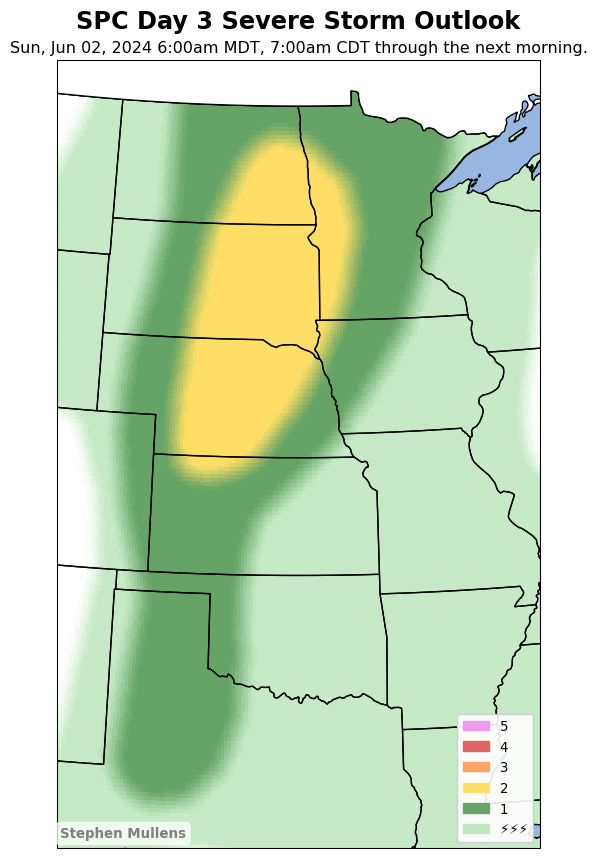 SPC Day 3 Severe Storm Outlook
Sun, Jun 02, 2024 6:00am MDT, 7:00am CDT through the next morning.
5
4
3
2
1
⚡⚡⚡
Stephen Mullens